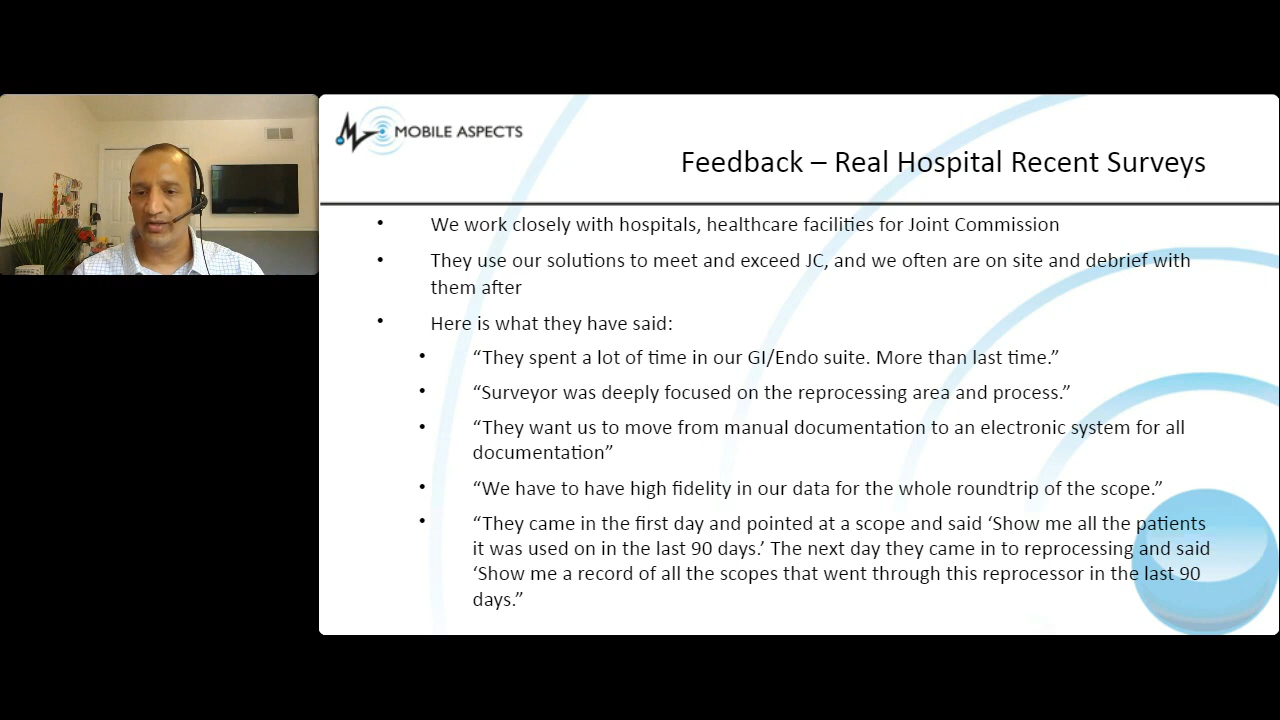 MOBILE ASPECTS
Feedback – Real Hospital Recent Surveys
• We work closely with hospitals, healthcare facilities for Joint Commission
• They use our solutions to meet and exceed JC, and we often are on site and debrief with
them after
• Here is what they have said:
• “They spent a lot of time in our GI/Endo suite. More than last time.”
• “Surveyor was deeply focused on the reprocessing area and process.”
• “They want us to move from manual documentation to an electronic system for all
documentation”
• “We have to have high fidelity in our data for the whole roundtrip of the scope.”
• “They came in the first day and pointed at a scope and said ‘Show me all the patients
it was used on in the last 90 days.’ The next day they came in to reprocessing and said
‘Show me a record of all the scopes that went through this reprocessor in the last 90
days.”